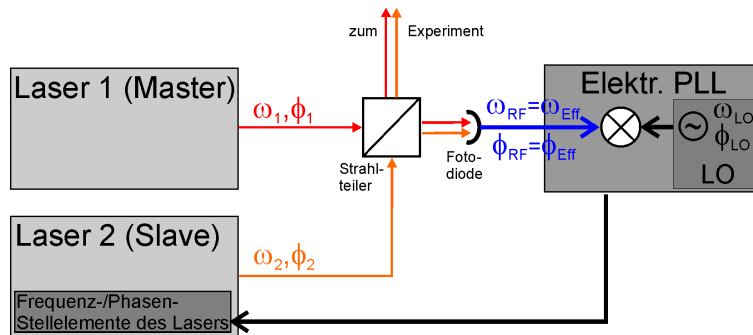 zum Experiment
Laser 1 (Master)
Elektr. PLL
ω1,ϕ1
ωRF=ωEff
ϕRF=ϕEff
ωLO
ϕLO
LO
Strahl-
teiler
Foto-
diode
Laser 2 (Slave)
ω2,ϕ2
Frequenz-/Phasen-
Stellelemente des Lasers